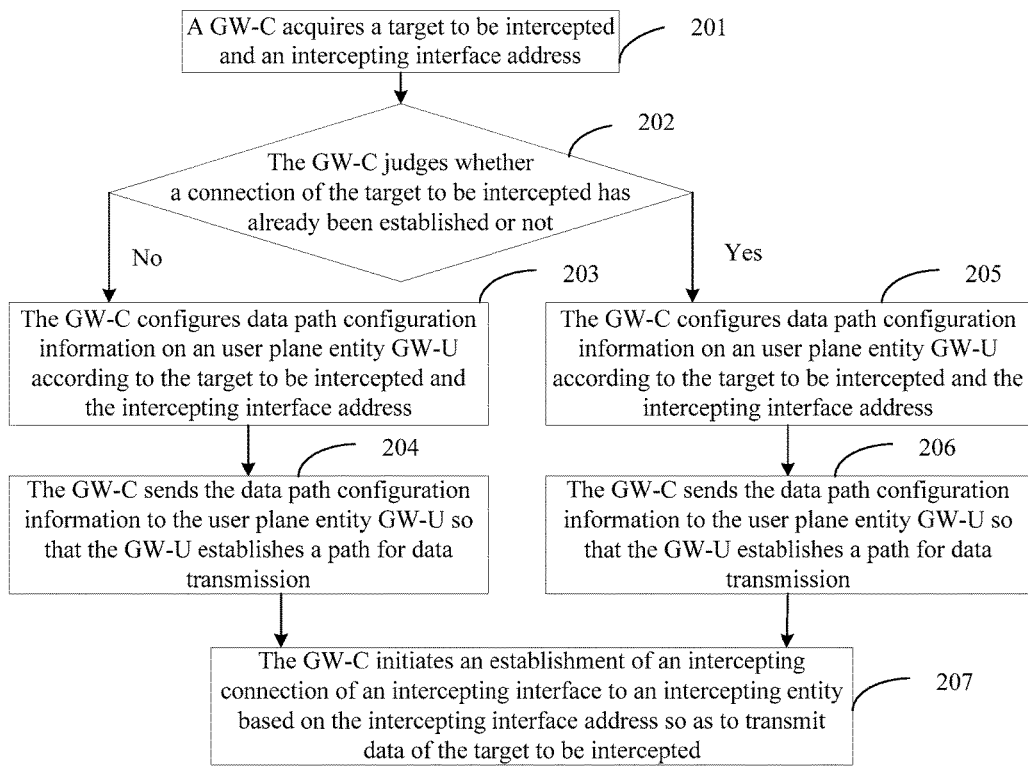 A GW-C acquires a target to be intercepted
and an intercepting interface address
201
202
The GW-C judges whether
a connection of the target to be intercepted has
already been established or not
No
Yes
203
205
The GW-C configures data path configuration
information on an user plane entity GW-U
according to the target to be intercepted and
the intercepting interface address
The GW-C configures data path configuration
information on an user plane entity GW-U
according to the target to be intercepted and the
intercepting interface address
204
206
The GW-C sends the data path configuration
information to the user plane entity GW-U so
that the GW-U establishes a path for data
transmission
The GW-C sends the data path configuration
information to the user plane entity GW-U so
that the GW-U establishes a path for data
transmission
The GW-C initiates an establishment of an intercepting
connection of an intercepting interface to an intercepting entity
based on the intercepting interface address so as to transmit
data of the target to be intercepted
207